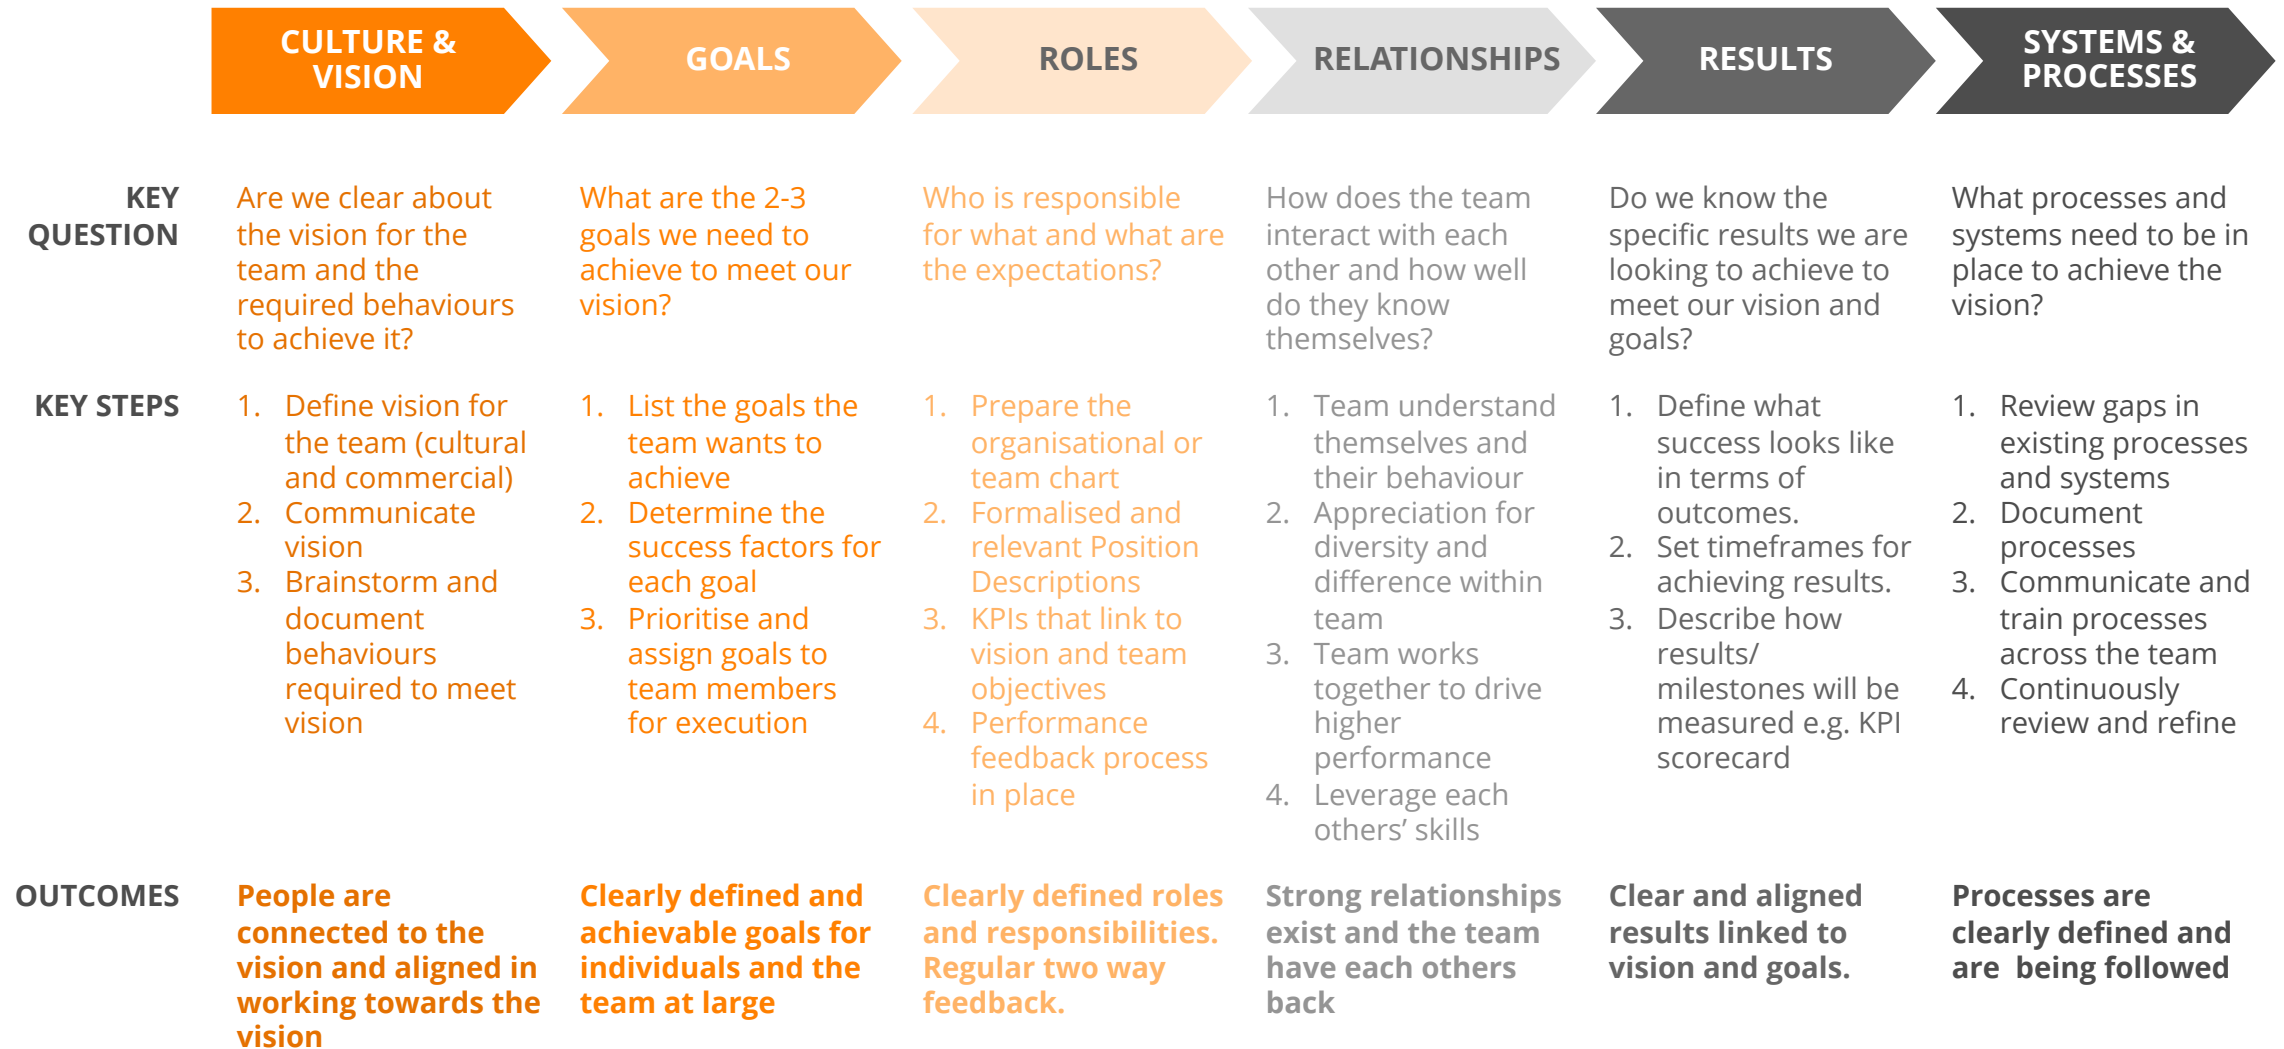 CULTURE &
VISION
GOALS
ROLES
RELATIONSHIPS
RESULTS
SYSTEMS &
PROCESSES
KEY
QUESTION
Are we clear about
the vision for the
team and the
required behaviours
to achieve it?
What are the 2-3
goals we need to
achieve to meet our
vision?
Who is responsible
for what and what are
the expectations?
How does the team
interact with each
other and how well
do they know
themselves?
Do we know the
specific results we are
looking to achieve to
meet our vision and
goals?
What processes and
systems need to be in
place to achieve the
vision?
KEY STEPS
1. Define vision for
the team (cultural
and commercial)
2. Communicate
vision
3. Brainstorm and
document
behaviours
required to meet
vision
1. List the goals the
team wants to
achieve
2. Determine the
success factors for
each goal
3. Prioritise and
assign goals to
team members
for execution
1. Prepare the
organisational or
team chart
2. Formalised and
relevant Position
Descriptions
3. KPIs that link to
vision and team
objectives
4. Performance
feedback process
in place
1. Team understand
themselves and
their behaviour
2. Appreciation for
diversity and
difference within
team
3. Team works
together to drive
higher
performance
4. Leverage each
others’ skills
1. Define what
success looks like
in terms of
outcomes.
2. Set timeframes for
achieving results.
3. Describe how
results/
milestones will be
measured e.g. KPI
scorecard
1. Review gaps in
existing processes
and systems
2. Document
processes
3. Communicate and
train processes
across the team
4. Continuously
review and refine
OUTCOMES
People are
connected to the
vision and aligned in
working towards the
vision
Clearly defined and
achievable goals for
individuals and the
team at large
Clearly defined roles
and responsibilities.
Regular two way
feedback.
Strong relationships
exist and the team
have each others
back
Clear and aligned
results linked to
vision and goals.
Processes are
clearly defined and
are being followed